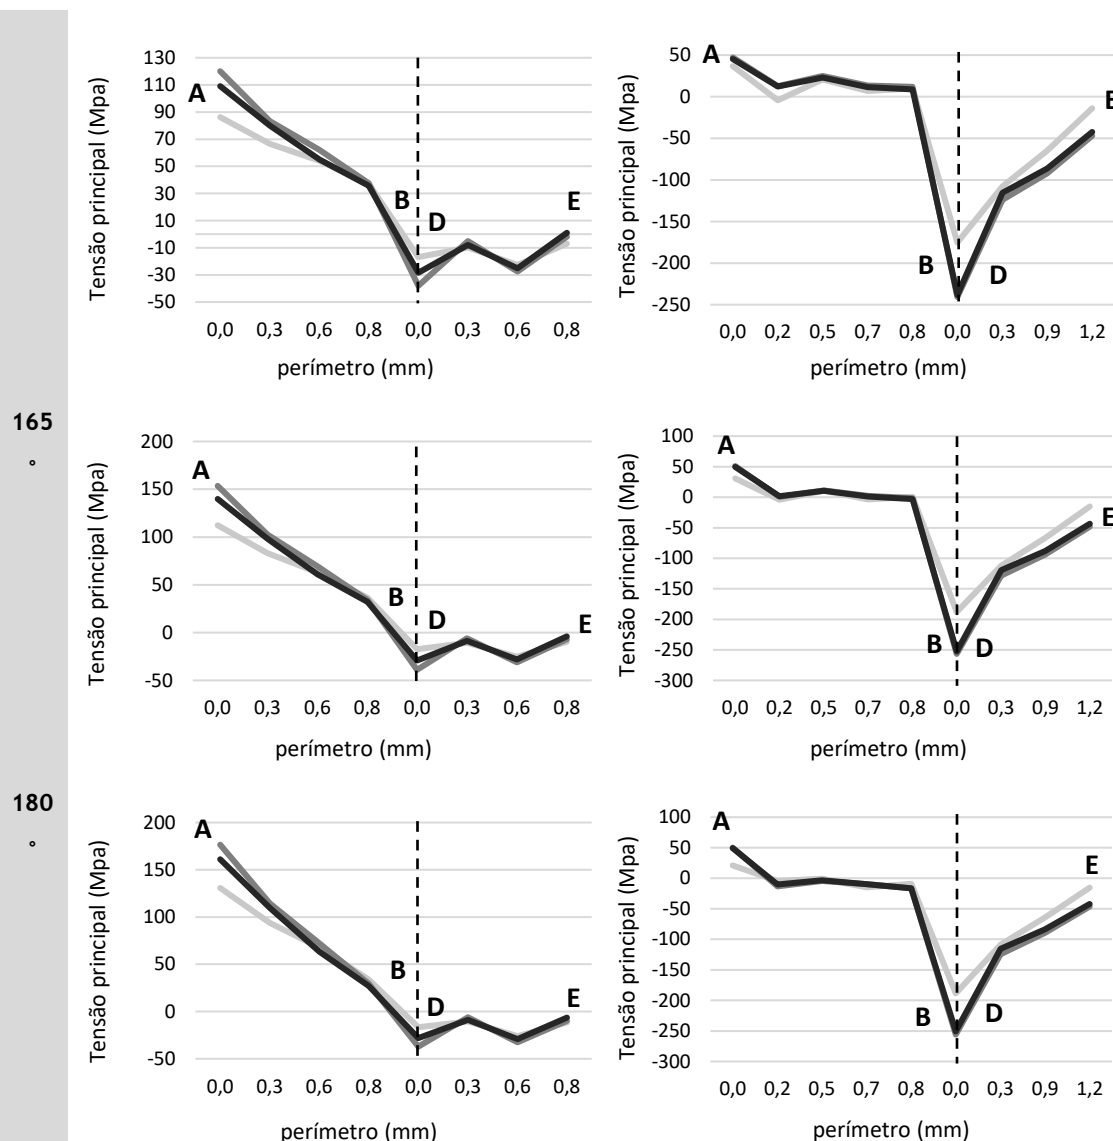 130
110
90
70
50
30
10
-10
-30
-50
Tensão principal (Mpa)
A
B
D
E
0,0 0,3 0,6 0,8 0,0 0,3 0,6 0,8
perímetro (mm)
50
0
-50
-100
-150
-200
-250
Tensão principal (Mpa)
A
B
D
E
0,0 0,2 0,5 0,7 0,8 0,0 0,3 0,9 1,2
perímetro (mm)
165
°
200
150
100
50
0
-50
Tensão principal (Mpa)
A
B
D
E
0,0 0,3 0,6 0,8 0,0 0,3 0,6 0,8
perímetro (mm)
100
50
0
-50
-100
-150
-200
-250
-300
Tensão principal (Mpa)
A
B
D
E
0,0 0,2 0,5 0,7 0,8 0,0 0,3 0,9 1,2
perímetro (mm)
180
°
200
150
100
50
0
-50
Tensão principal (Mpa)
A
B
D
E
0,0 0,3 0,6 0,8 0,0 0,3 0,6 0,8
perímetro (mm)
100
50
0
-50
-100
-150
-200
-250
-300
Tensão principal (Mpa)
A
B
D
E
0,0 0,2 0,5 0,7 0,8 0,0 0,3 0,9 1,2
perímetro (mm)